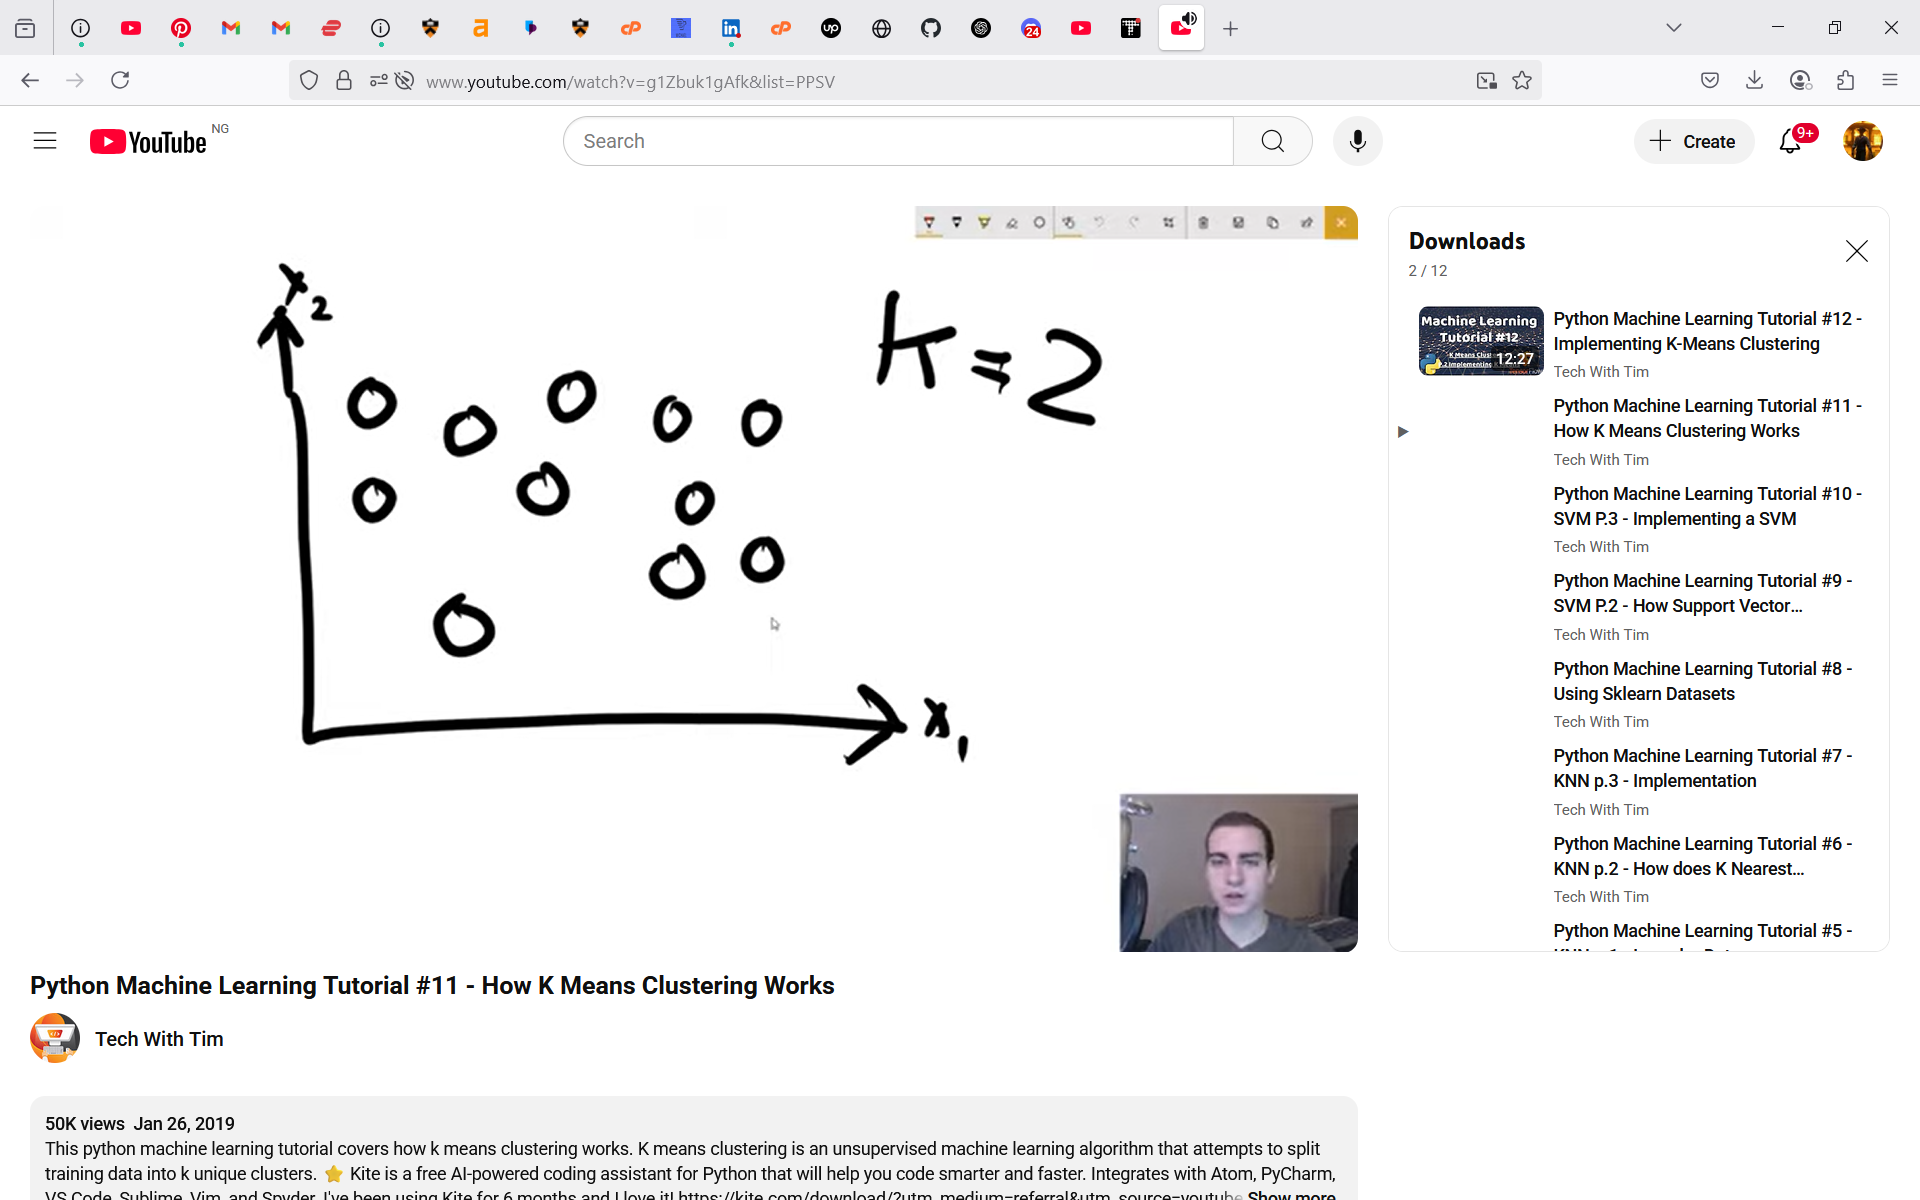 24
www.youtube.com/watch?v=g1Zbuk1gAfk&list=PPSV
YouTube NG
Search
Create
9+
x2
K=2
x1
Downloads
2 / 12
Machine Learning
Tutorial #12
12:27
Python Machine Learning Tutorial #12 -
Implementing K-Means Clustering
Tech With Tim
Python Machine Learning Tutorial #11 -
How K Means Clustering Works
Tech With Tim
Python Machine Learning Tutorial #10 -
SVM P.3 - Implementing a SVM
Tech With Tim
Python Machine Learning Tutorial #9 -
SVM P.2 - How Support Vector...
Tech With Tim
Python Machine Learning Tutorial #8 -
Using Sklearn Datasets
Tech With Tim
Python Machine Learning Tutorial #7 -
KNN p.3 - Implementation
Tech With Tim
Python Machine Learning Tutorial #6 -
KNN p.2 - How does K Nearest...
Tech With Tim
Python Machine Learning Tutorial #5 -
Python Machine Learning Tutorial #11 - How K Means Clustering Works
Tech With Tim
50K views Jan 26, 2019
This python machine learning tutorial covers how k means clustering works. K means clustering is an unsupervised machine learning algorithm that attempts to split
training data into k unique clusters. ⭐ Kite is a free AI-powered coding assistant for Python that will help you code smarter and faster. Integrates with Atom, PyCharm,
VS Code, Sublime, Vim, and Spyder. I've been using Kite for 6 months and I love it! https://kite.com/download/?utm_medium=referral&utm_source=youtube Show more